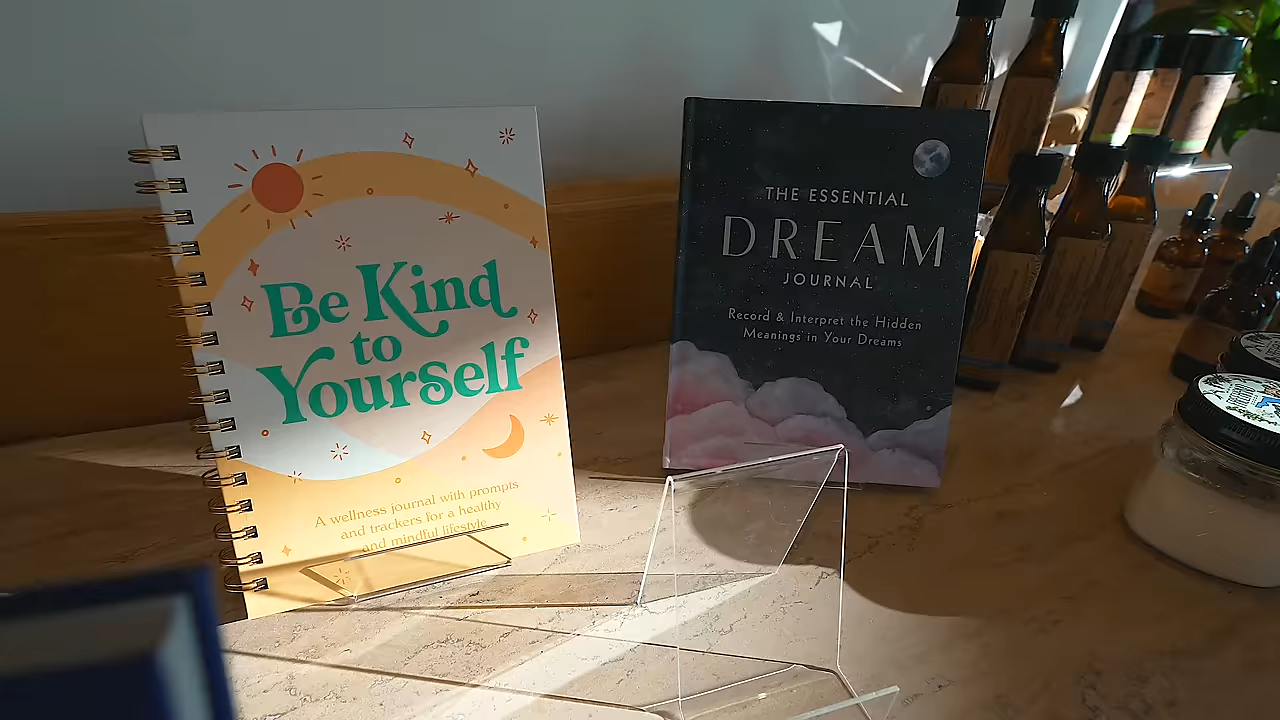 Be Kind
to
Yourself
A wellness journal with prompts
and trackers for a healthy
and mindful lifestyle
THE ESSENTIAL
DREAM
JOURNAL
Record & Interpret the Hidden
Meanings in Your Dreams